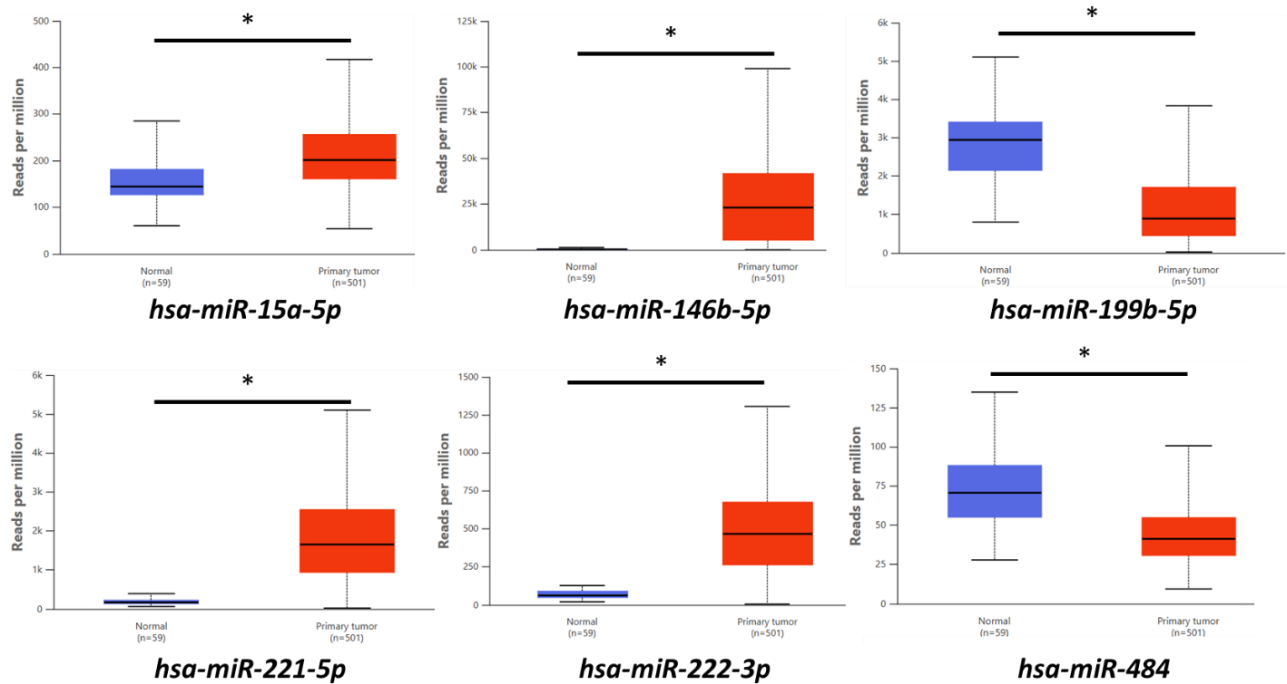 *
Reads per million
500
400
300
200
100
0
Normal
(n=59)
Primary tumor
(n=501)
hsa-miR-15a-5p
*
Reads per million
125k
100k
75k
50k
25k
0
Normal
(n=59)
Primary tumor
(n=501)
hsa-miR-146b-5p
*
Reads per million
6k
5k
4k
3k
2k
1k
0
Normal
(n=59)
Primary tumor
(n=501)
hsa-miR-199b-5p
*
Reads per million
6k
5k
4k
3k
2k
1k
0
Normal
(n=59)
Primary tumor
(n=501)
hsa-miR-221-5p
*
Reads per million
1500
1250
1000
750
500
250
0
Normal
(n=59)
Primary tumor
(n=501)
hsa-miR-222-3p
*
Reads per million
150
125
100
75
50
25
0
Normal
(n=59)
Primary tumor
(n=501)
hsa-miR-484